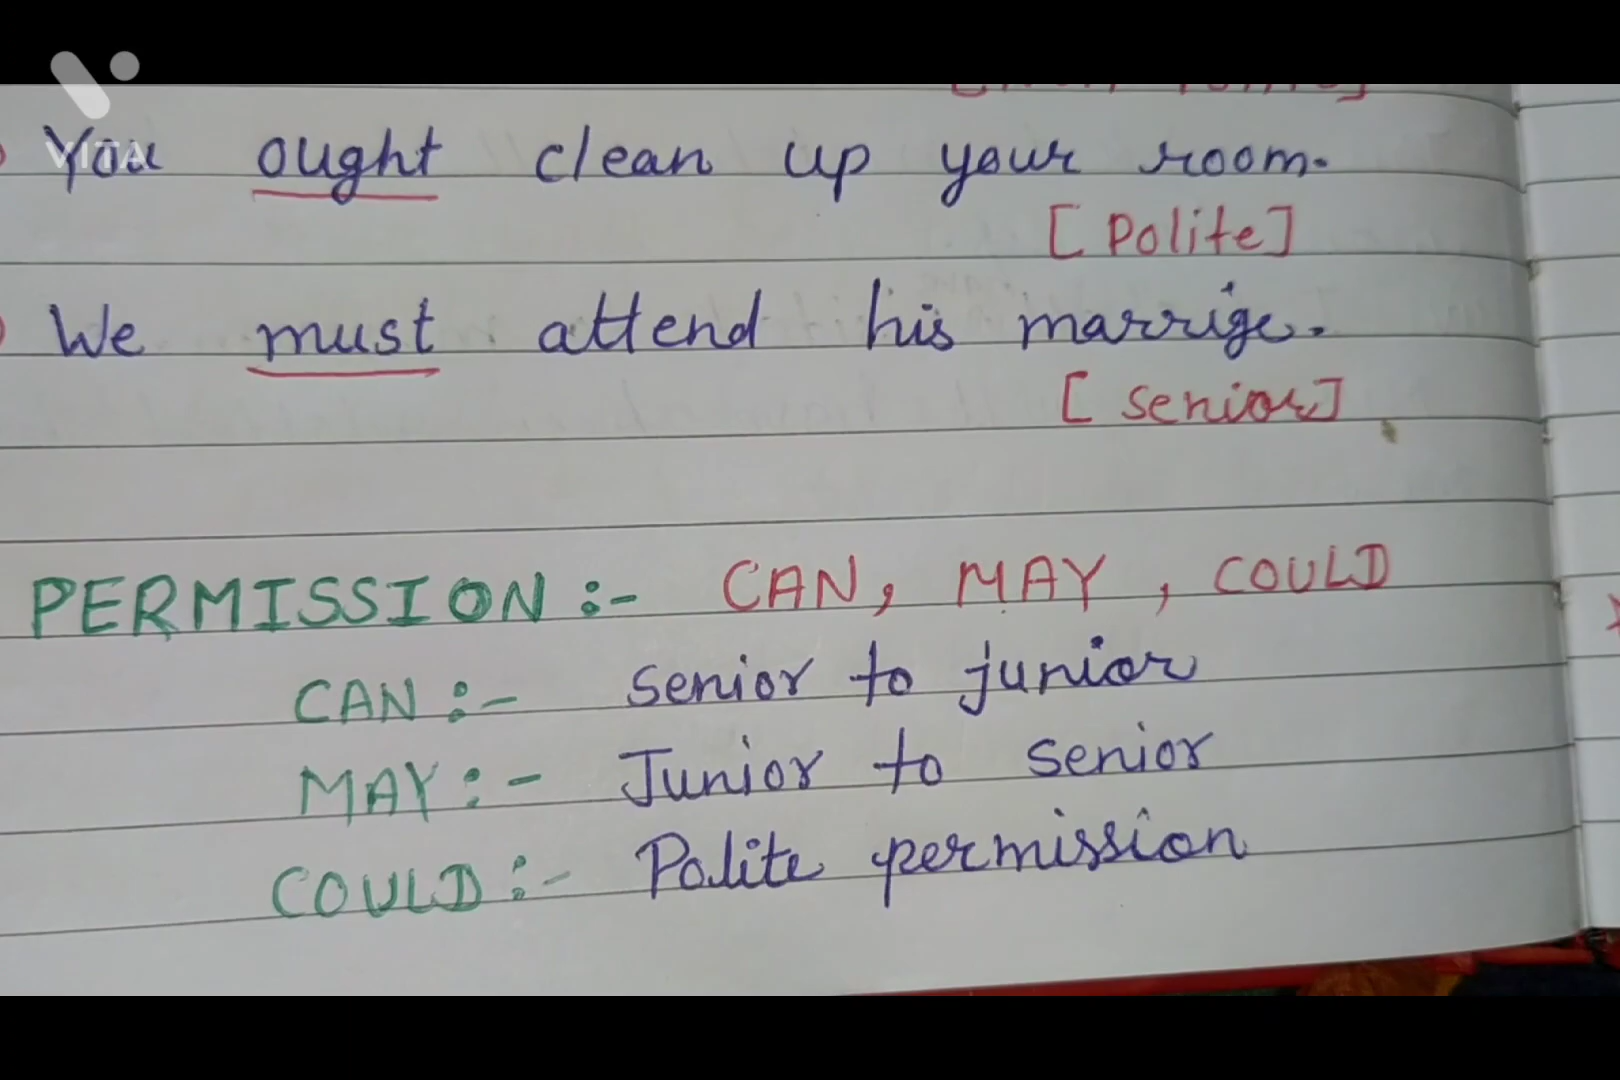 VITA
You ought clean up your room.
[Polite]
We must attend his marrige.
[senior]
PERMISSION :- CAN, MAY, COULD
CAN :- senior to junior
MAY :- Junior to senior
COULD :- Polite permission